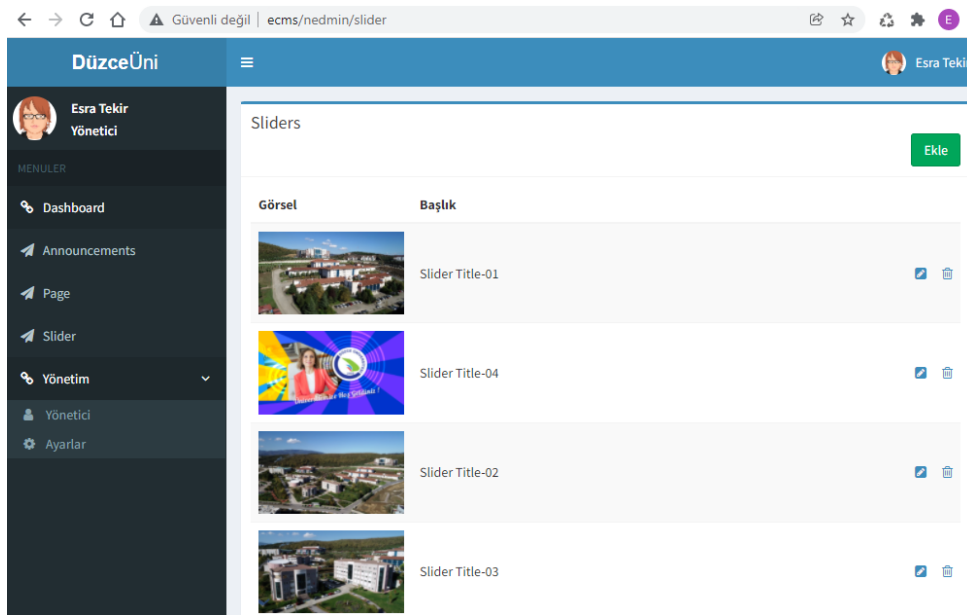 Güvenli değil | ecms/nedmin/slider
E
DüzceÜni
Esra Tekir
Esra Tekir
Yönetici
MENULER
Dashboard
Announcements
Page
Slider
Yönetim
Yönetici
Ayarlar
Sliders
Ekle
Görsel Başlık
Slider Title-01
Slider Title-04
Slider Title-02
Slider Title-03